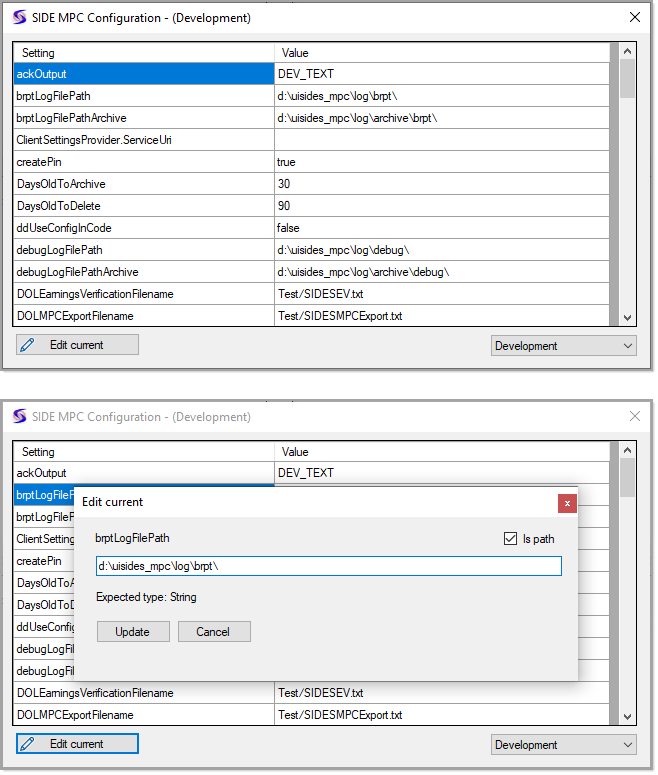 SIDE MPC Configuration - (Development)
Setting Value
ackOutput DEV_TEXT
brptLogFilePath d:\uisides_mpc\log\brpt\
brptLogFilePathArchive d:\uisides_mpc\log\archive\brpt\
ClientSettingsProvider.ServiceUri
createPin true
DaysOldToArchive 30
DaysOldToDelete 90
ddUseConfigInCode false
debugLogFilePath d:\uisides_mpc\log\debug\
debugLogFilePathArchive d:\uisides_mpc\log\archive\debug\
DOLEarningsVerificationFilename Test/SIDESEV.txt
DOLMPCExportFilename Test/SIDESMPCExport.txt
Edit current Development
SIDE MPC Configuration - (Development)
Setting Value
ackOutput DEV_TEXT
brptLogFileP
brptLogFileP
ClientSetting
createPin
DaysOldToA
DaysOldToD
ddUseConfig
debugLogFile
debugLogFile
DOLEarningsVerificationFilename Test/SIDESEV.txt
DOLMPCExportFilename Test/SIDESMPCExport.txt
Edit current Development
Edit current x
brptLogFilePath Is path
d:\uisides_mpc\log\brpt\
Expected type: String
Update Cancel